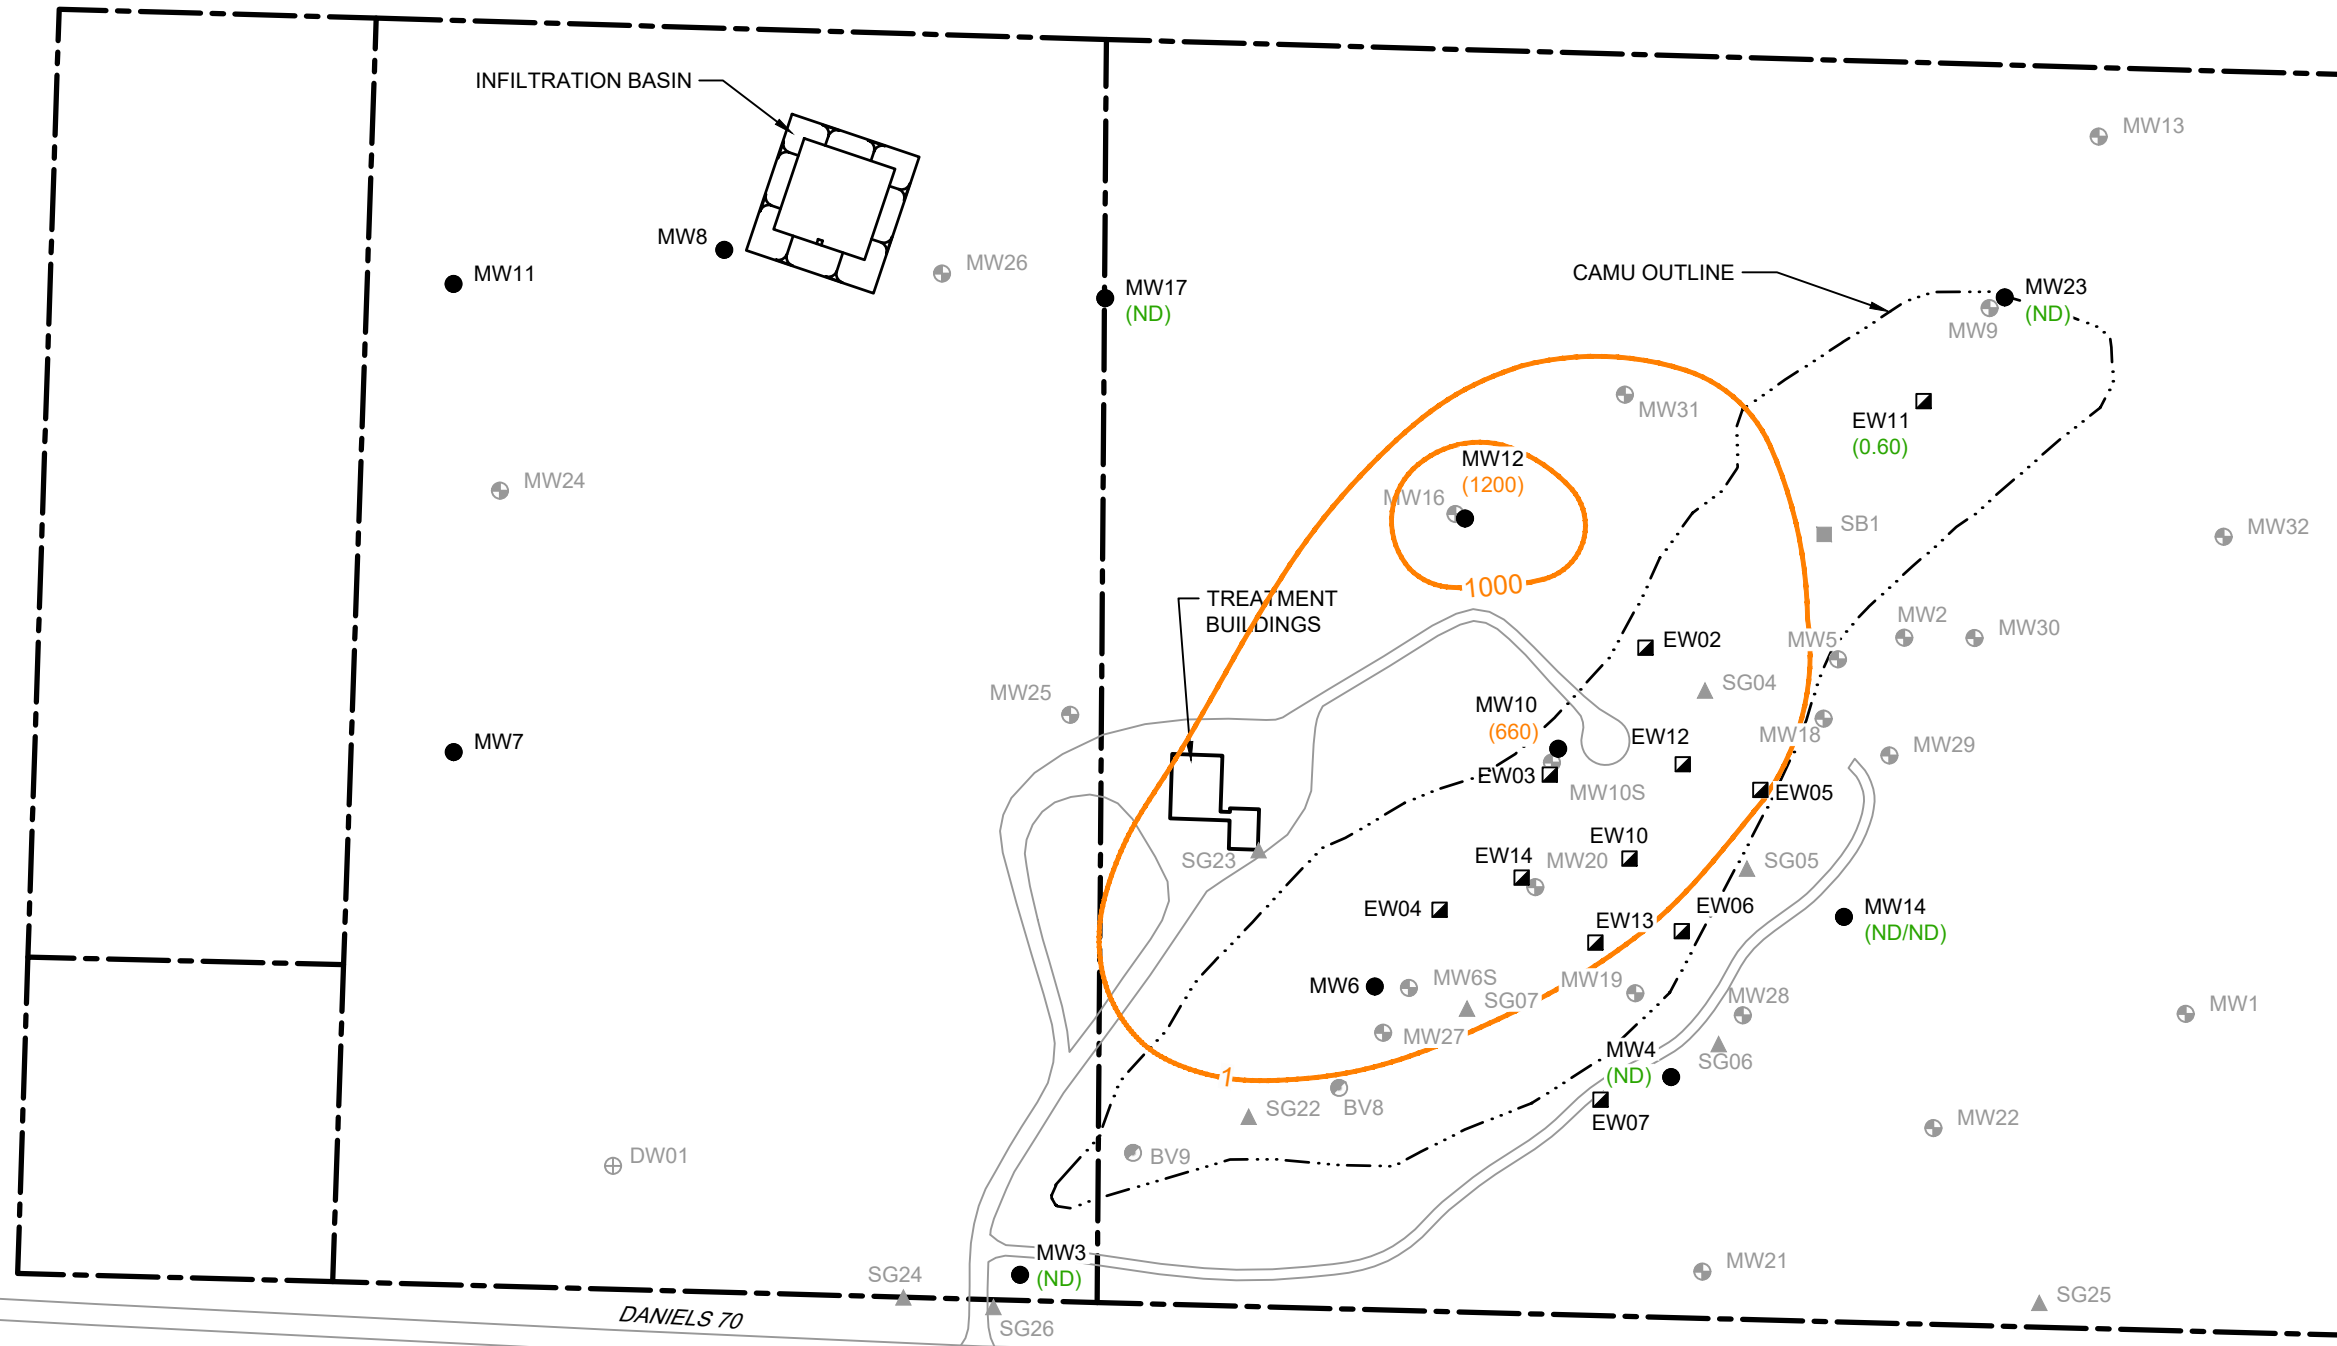 INFILTRATION BASIN
MW13
MW8
MW26
MW11
MW17
(ND)
CAMU OUTLINE
MW23
(ND)
MW9
MW31
EW11
(0.60)
MW12
(1200)
MW16
MW24
SB1
MW32
1000
TREATMENT
BUILDINGS
EW02
MW5
MW2
MW30
SG04
MW25
MW10
(660)
EW12
MW18
MW29
MW7
EW03
MW10S
EW05
EW10
SG23
EW14
MW20
SG05
EW04
EW13
EW06
MW14
(ND/ND)
MW6
MW6S
SG07
MW19
MW28
MW1
MW27
MW4
(ND)
SG06
1
SG22
BV8
EW07
MW22
DW01
BV9
MW3
(ND)
SG24
MW21
SG25
DANIELS 70
SG26